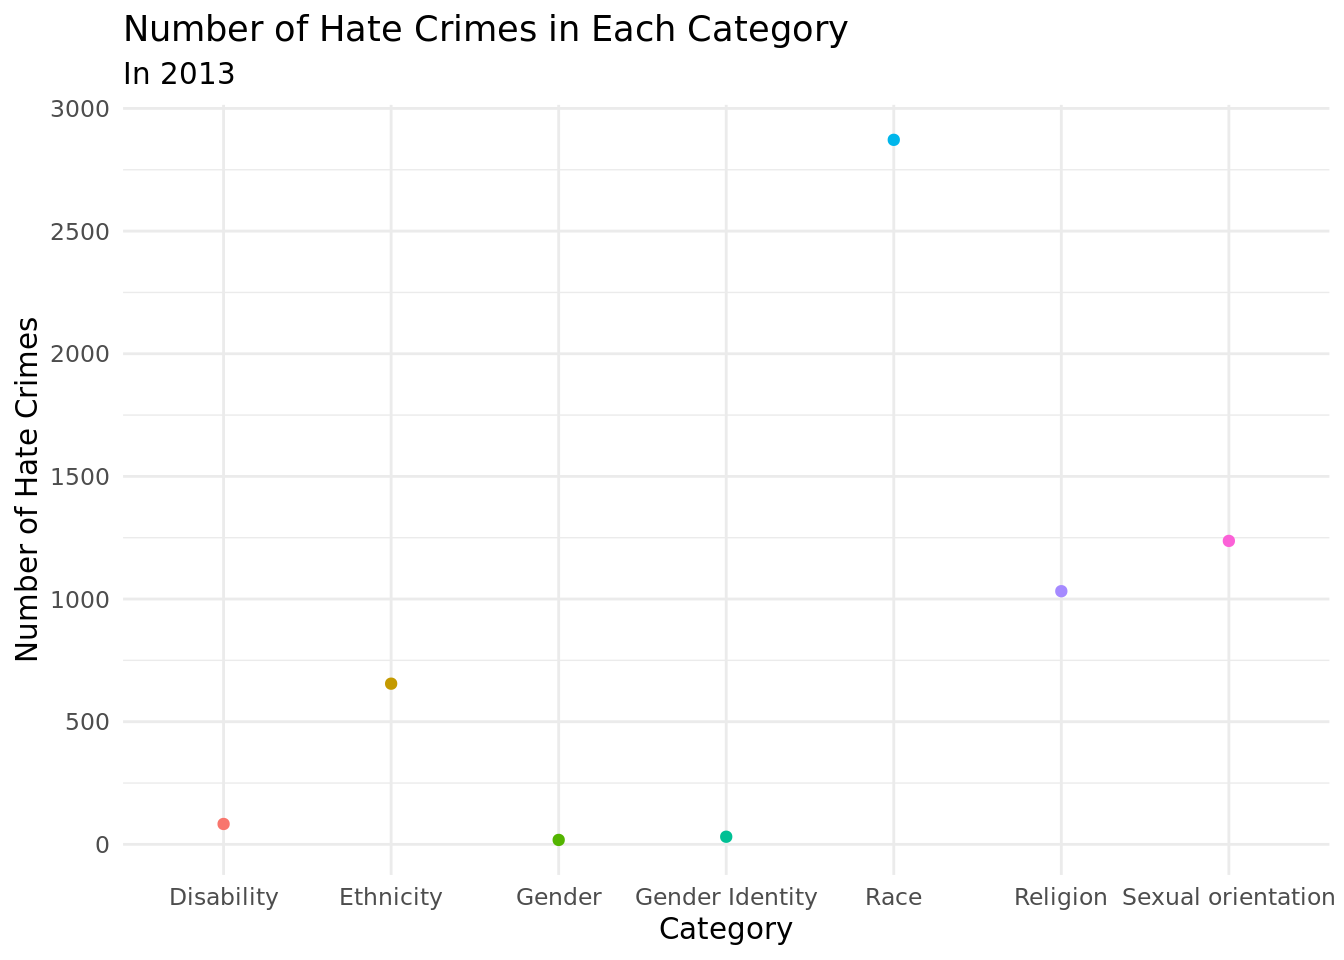 Number of Hate Crimes in Each Category
In 2013
Number of Hate Crimes
3000
2500
2000
1500
1000
500
0
Disability Ethnicity Gender Gender Identity Race Religion Sexual orientation
Category